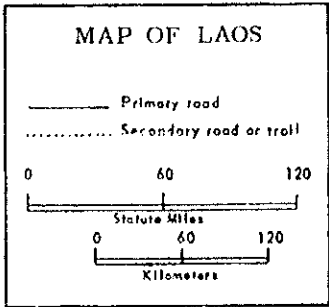 MAP OF LAOS
Primary road
Secondary road or trail
0 60 120
Statute Miles
0 60 120
Kilometers